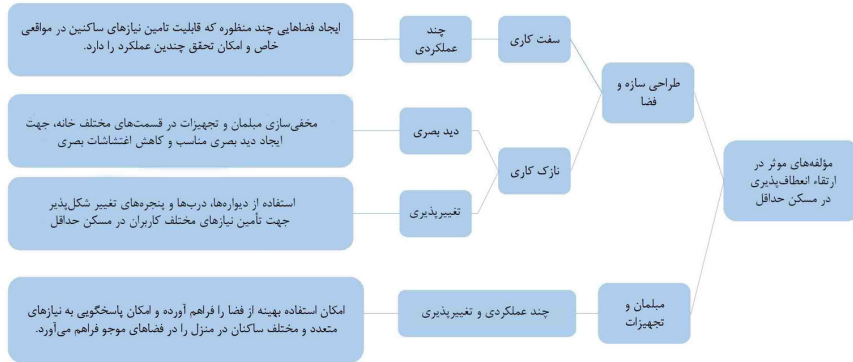 مؤلفه‌های موثر در
ارتقاء انعطاف‌پذیری
در مسکن حداقل
طراحی سازه و
فضا
سفت کاری
چند
عملکردی
ایجاد فضاهایی چند منظوره که قابلیت تامین نیازهای ساکنین در مواقعی
خاص و امکان تحقق چندین عملکرد را دارد.
نازک کاری
دید بصری
مخفی‌سازی مبلمان و تجهیزات در قسمت‌های مختلف خانه، جهت
ایجاد دید بصری مناسب و کاهش اغتشاشات بصری
تغییرپذیری
استفاده از دیواره‌ها، درب‌ها و پنجره‌های تغییر شکل‌پذیر
جهت تأمین نیازهای مختلف کاربران در مسکن حداقل
مبلمان و
تجهیزات
چند عملکردی و تغییرپذیری
امکان استفاده بهینه از فضا را فراهم آورده و امکان پاسخگویی به نیازهای
متعدد و مختلف ساکنان در منزل را در فضاهای موجو فراهم می‌آورد.